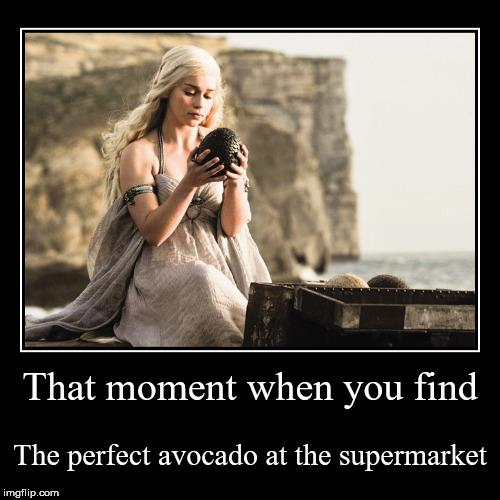 That moment when you find
The perfect avocado at the supermarket
imgflip.com